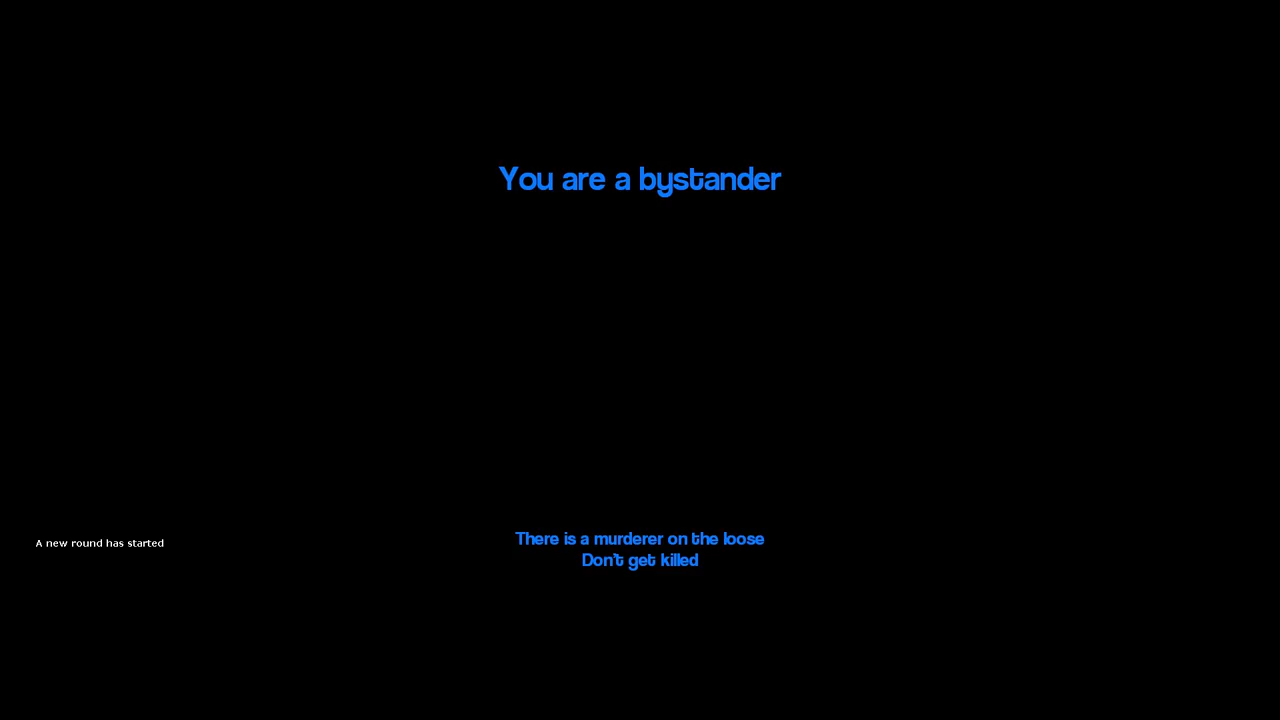 You are a bystander
A new round has started
There is a murderer on the loose
Don't get killed